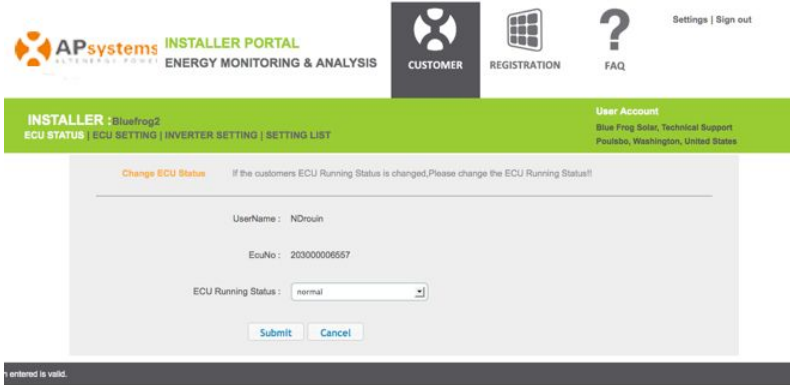 Settings | Sign out
APsystems
ALTENERGY POWER
INSTALLER PORTAL
ENERGY MONITORING & ANALYSIS
CUSTOMER
REGISTRATION
?
FAQ
INSTALLER :Bluefrog2
ECU STATUS | ECU SETTING | INVERTER SETTING | SETTING LIST
User Account
Blue Frog Solar, Technical Support
Poulsbo, Washington, United States
Change ECU Status If the customers ECU Running Status is changed,Please change the ECU Running Status!!
UserName : NDrouin
EcuNo : 203000006557
ECU Running Status : normal
Submit Cancel
n entered is valid.